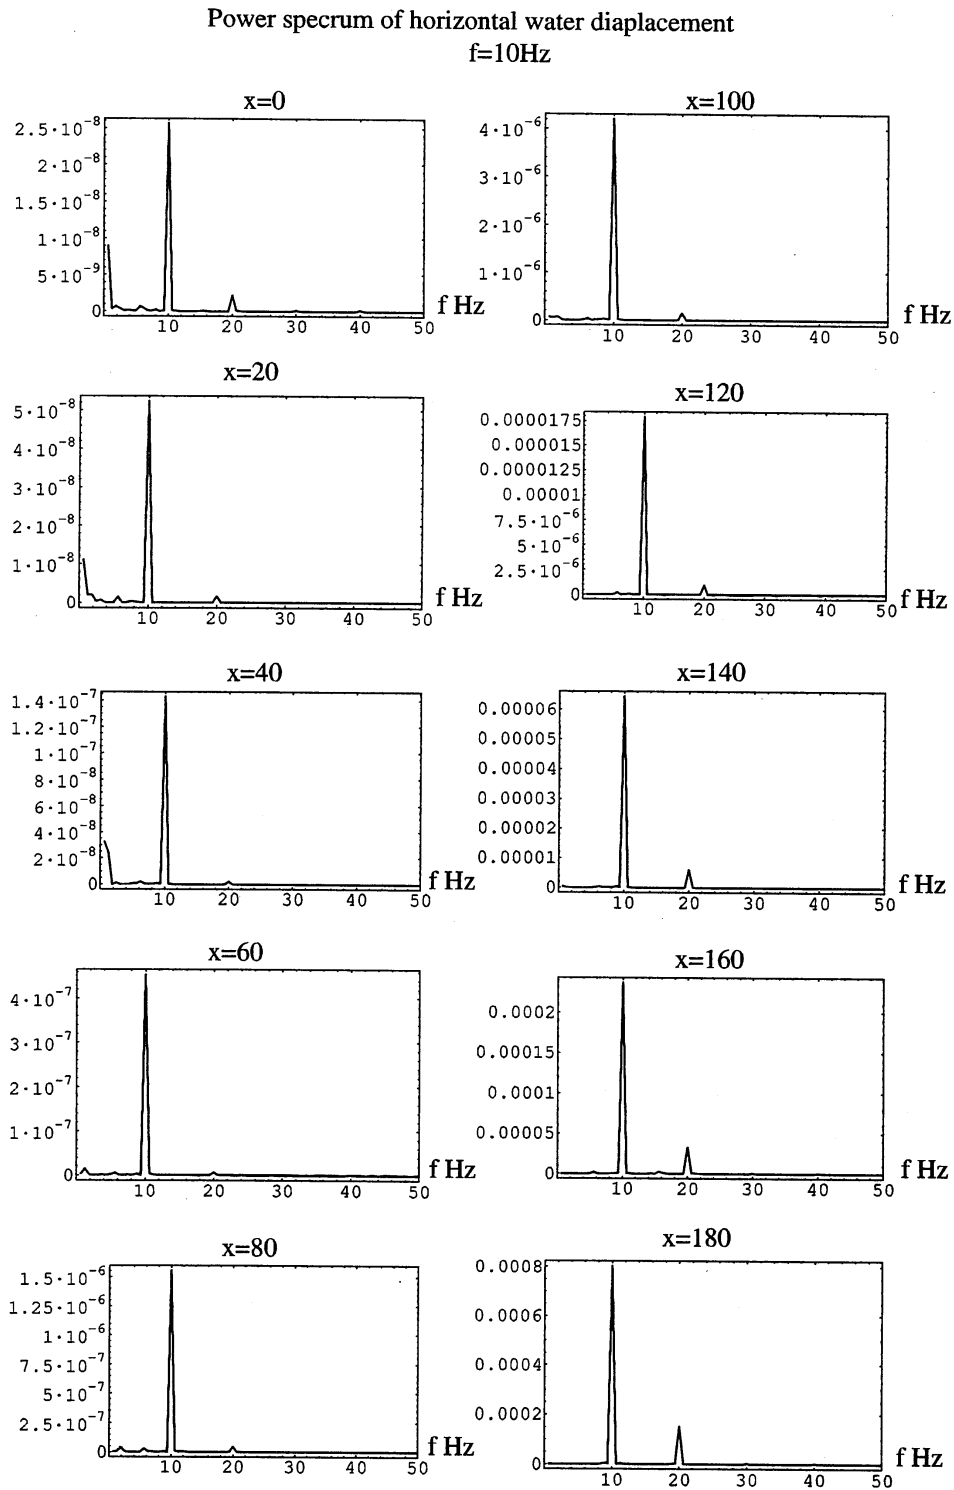 Power specrum of horizontal water diaplacement
f=10Hz
x=0
2.5·10⁻⁸
2·10⁻⁸
1.5·10⁻⁸
1·10⁻⁸
5·10⁻⁹
0
10 20 30 40 50
f Hz
x=100
4·10⁻⁶
3·10⁻⁶
2·10⁻⁶
1·10⁻⁶
0
10 20 30 40 50
f Hz
x=20
5·10⁻⁸
4·10⁻⁸
3·10⁻⁸
2·10⁻⁸
1·10⁻⁸
0
10 20 30 40 50
f Hz
x=120
0.0000175
0.000015
0.0000125
0.00001
7.5·10⁻⁶
5·10⁻⁶
2.5·10⁻⁶
0
10 20 30 40 50
f Hz
x=40
1.4·10⁻⁷
1.2·10⁻⁷
1·10⁻⁷
8·10⁻⁸
6·10⁻⁸
4·10⁻⁸
2·10⁻⁸
0
10 20 30 40 50
f Hz
x=140
0.00006
0.00005
0.00004
0.00003
0.00002
0.00001
0
10 20 30 40 50
f Hz
x=60
4·10⁻⁷
3·10⁻⁷
2·10⁻⁷
1·10⁻⁷
0
10 20 30 40 50
f Hz
x=160
0.0002
0.00015
0.0001
0.00005
0
10 20 30 40 50
f Hz
x=80
1.5·10⁻⁶
1.25·10⁻⁶
1·10⁻⁶
7.5·10⁻⁷
5·10⁻⁷
2.5·10⁻⁷
0
10 20 30 40 50
f Hz
x=180
0.0008
0.0006
0.0004
0.0002
0
10 20 30 40 50
f Hz